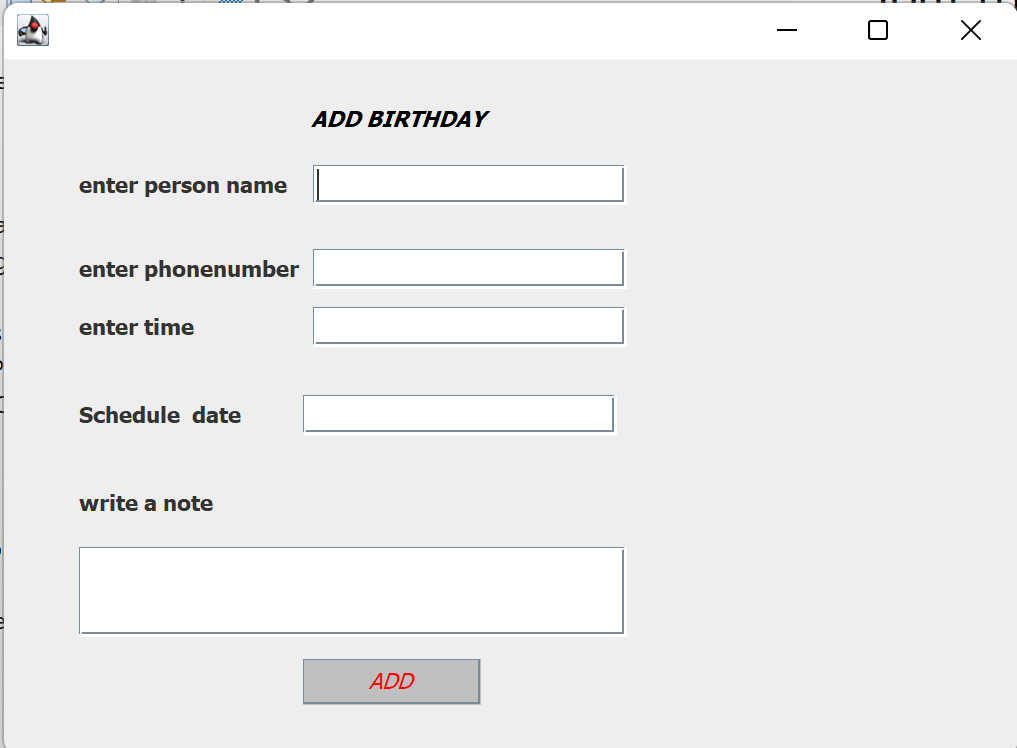 ADD BIRTHDAY
enter person name
enter phonenumber
enter time
Schedule  date
write a note
ADD